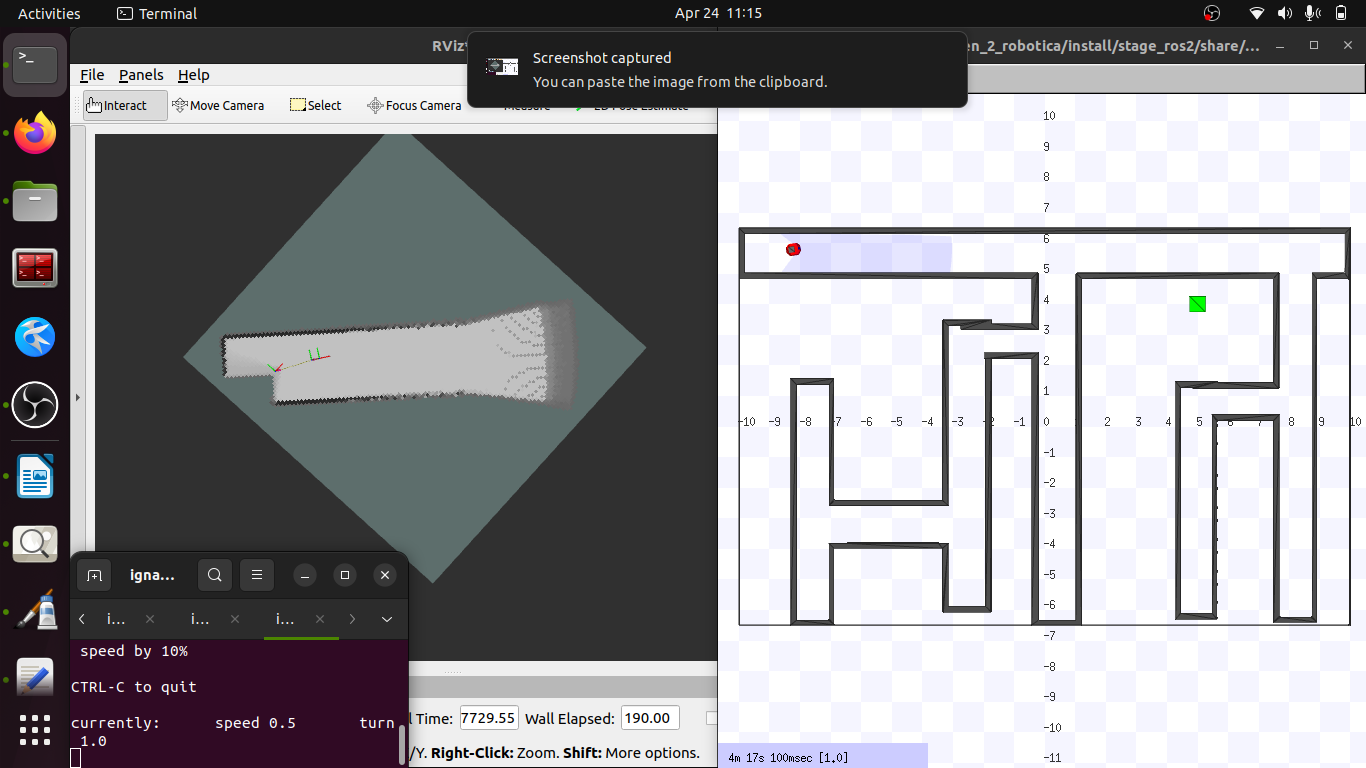 Activities
Terminal
Apr 24 11:15
RViz
en_2_robotica/install/stage_ros2/share/...
Screenshot captured
You can paste the image from the clipboard.
File Panels Help
Interact Move Camera Select Focus Camera
10
9
8
7
6
5
4
3
2
1
-10 -9 -8 -7 -6 -5 -4 -3 -2 -1 0 2 3 4 5 6 7 8 9 10
-1
-2
-3
-4
-5
-6
-7
-8
-9
-10
-11
igna...
i... i... i...
speed by 10%
CTRL-C to quit
currently: speed 0.5 turn
1.0
Time: 7729.55 Wall Elapsed: 190.00
/Y. Right-Click: Zoom. Shift: More options.
4m 17s 100msec [1.0]